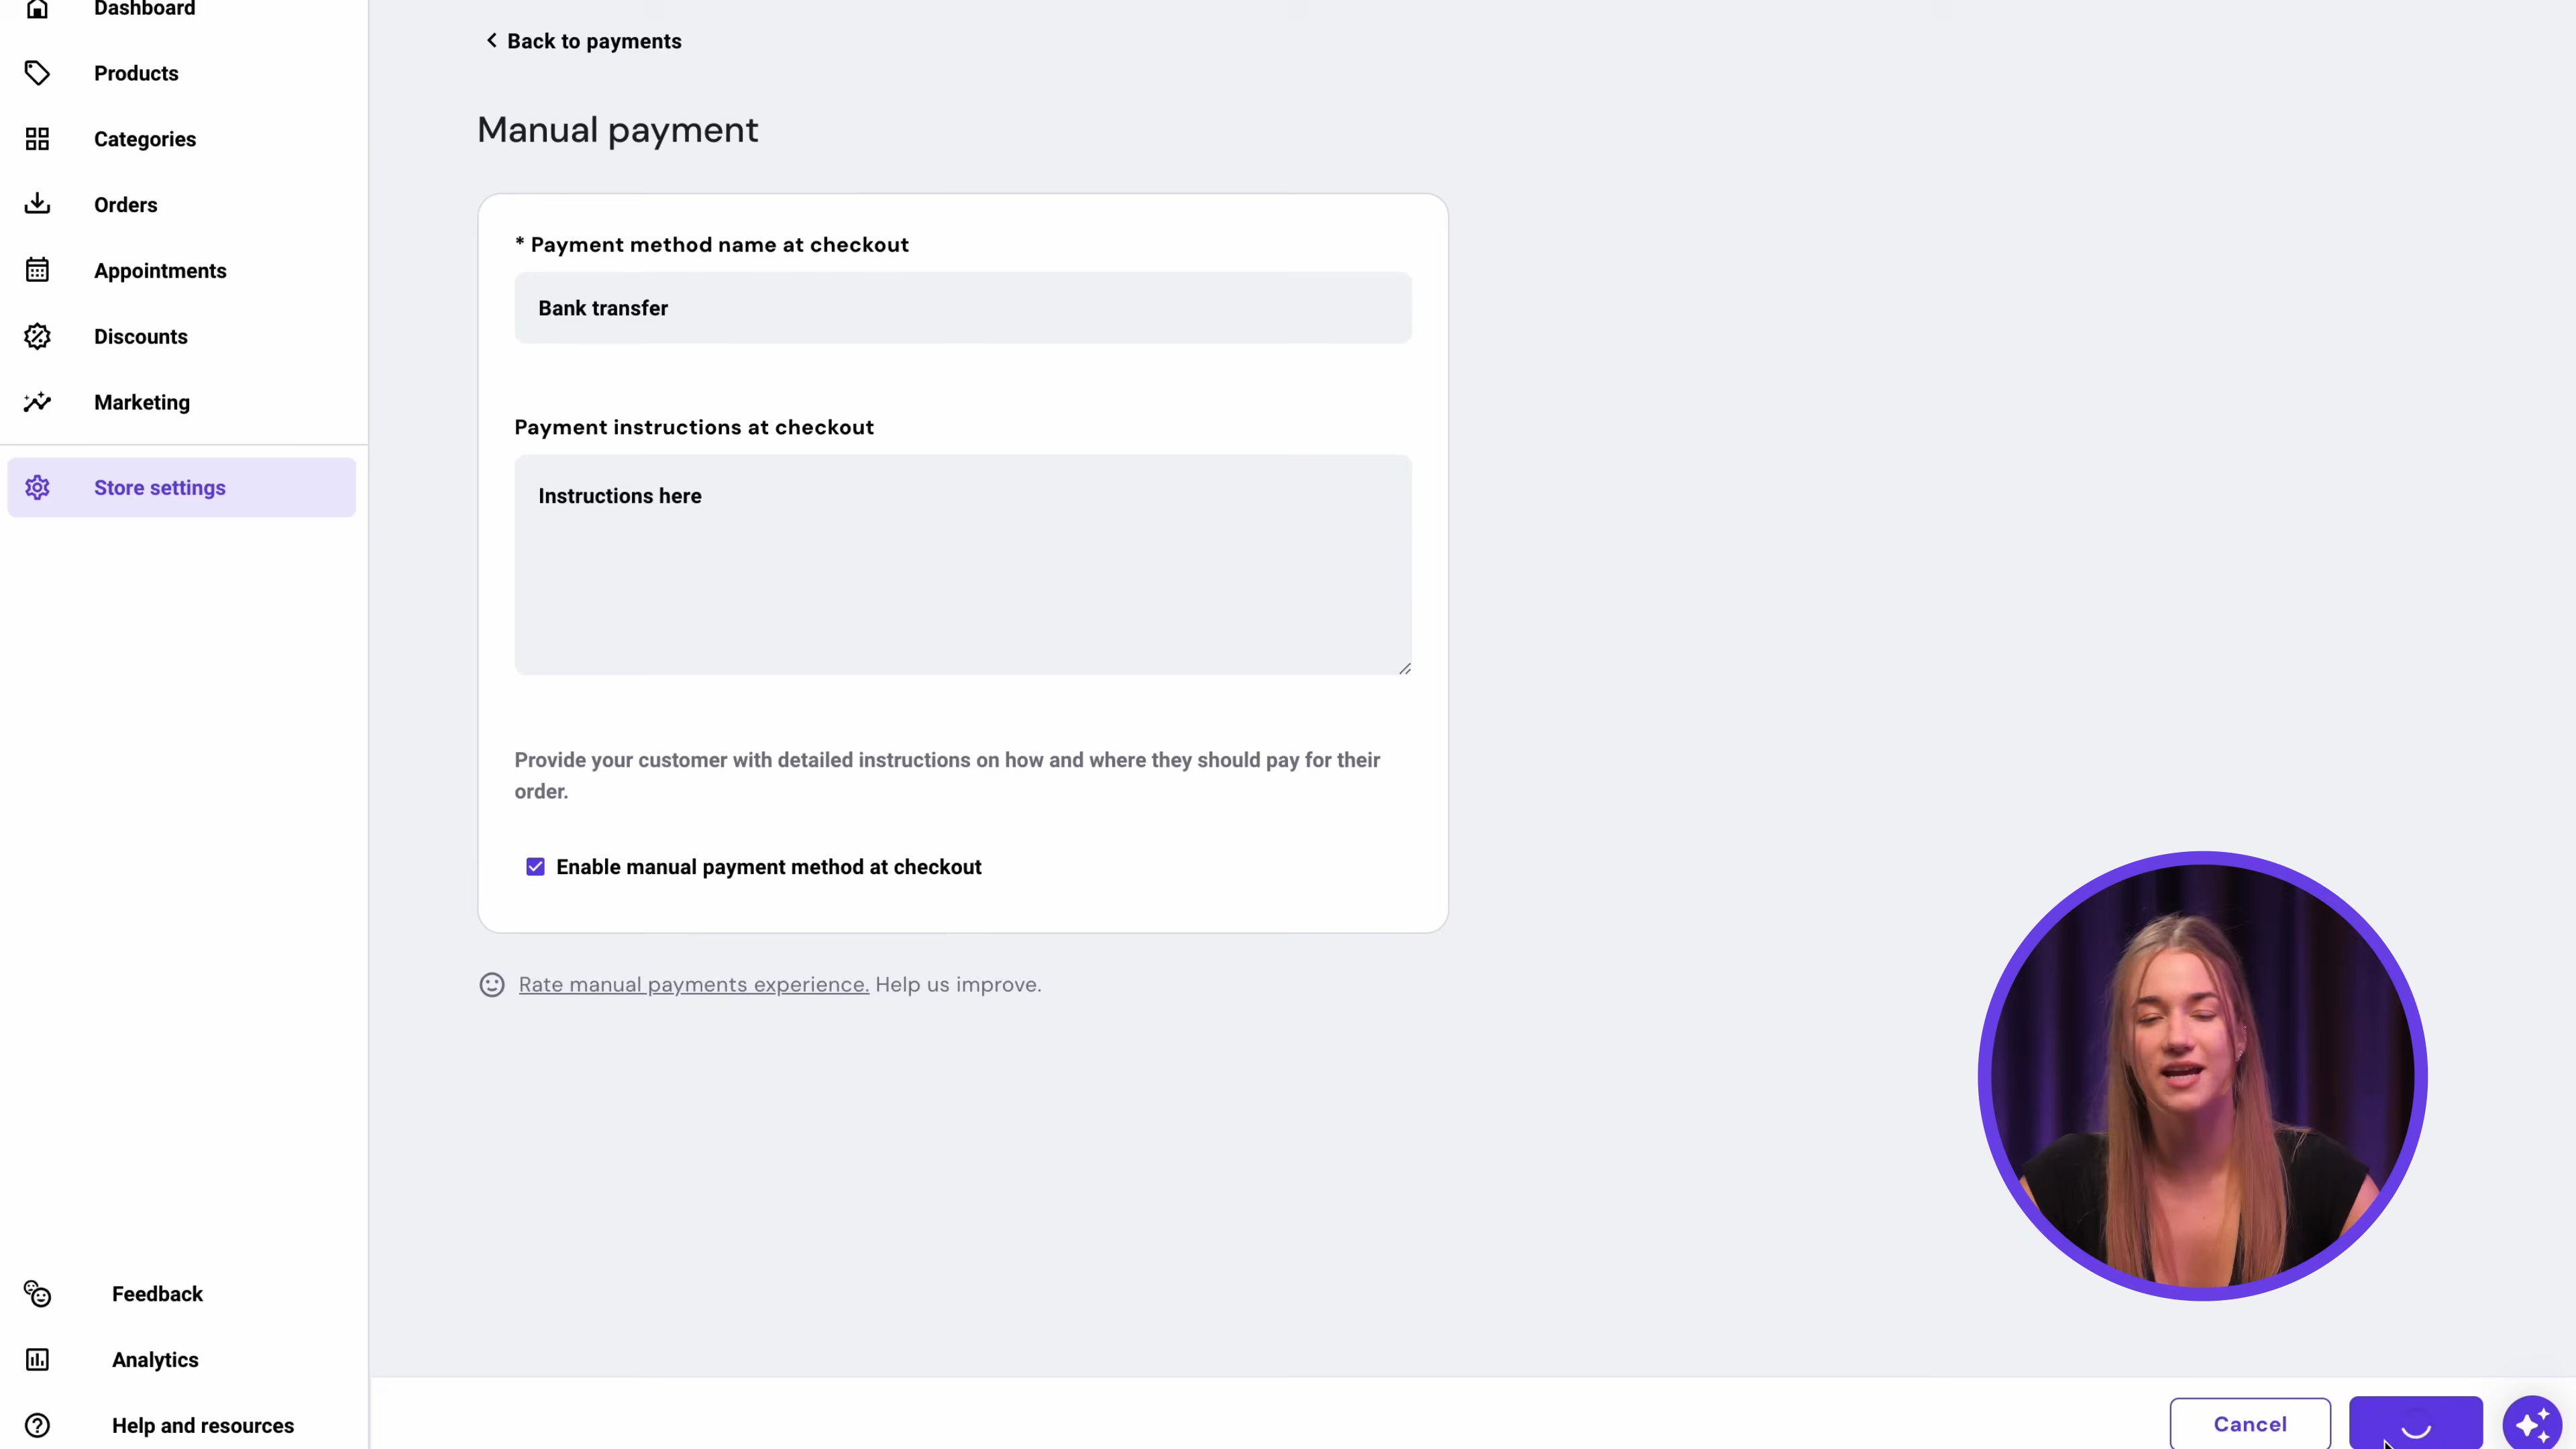 Dashboard
Products
Categories
Orders
Appointments
Discounts
Marketing
Store settings
Feedback
Analytics
Help and resources
Back to payments
Manual payment
* Payment method name at checkout
Bank transfer
Payment instructions at checkout
Instructions here
Provide your customer with detailed instructions on how and where they should pay for their
order.
Enable manual payment method at checkout
Rate manual payments experience. Help us improve.
Cancel